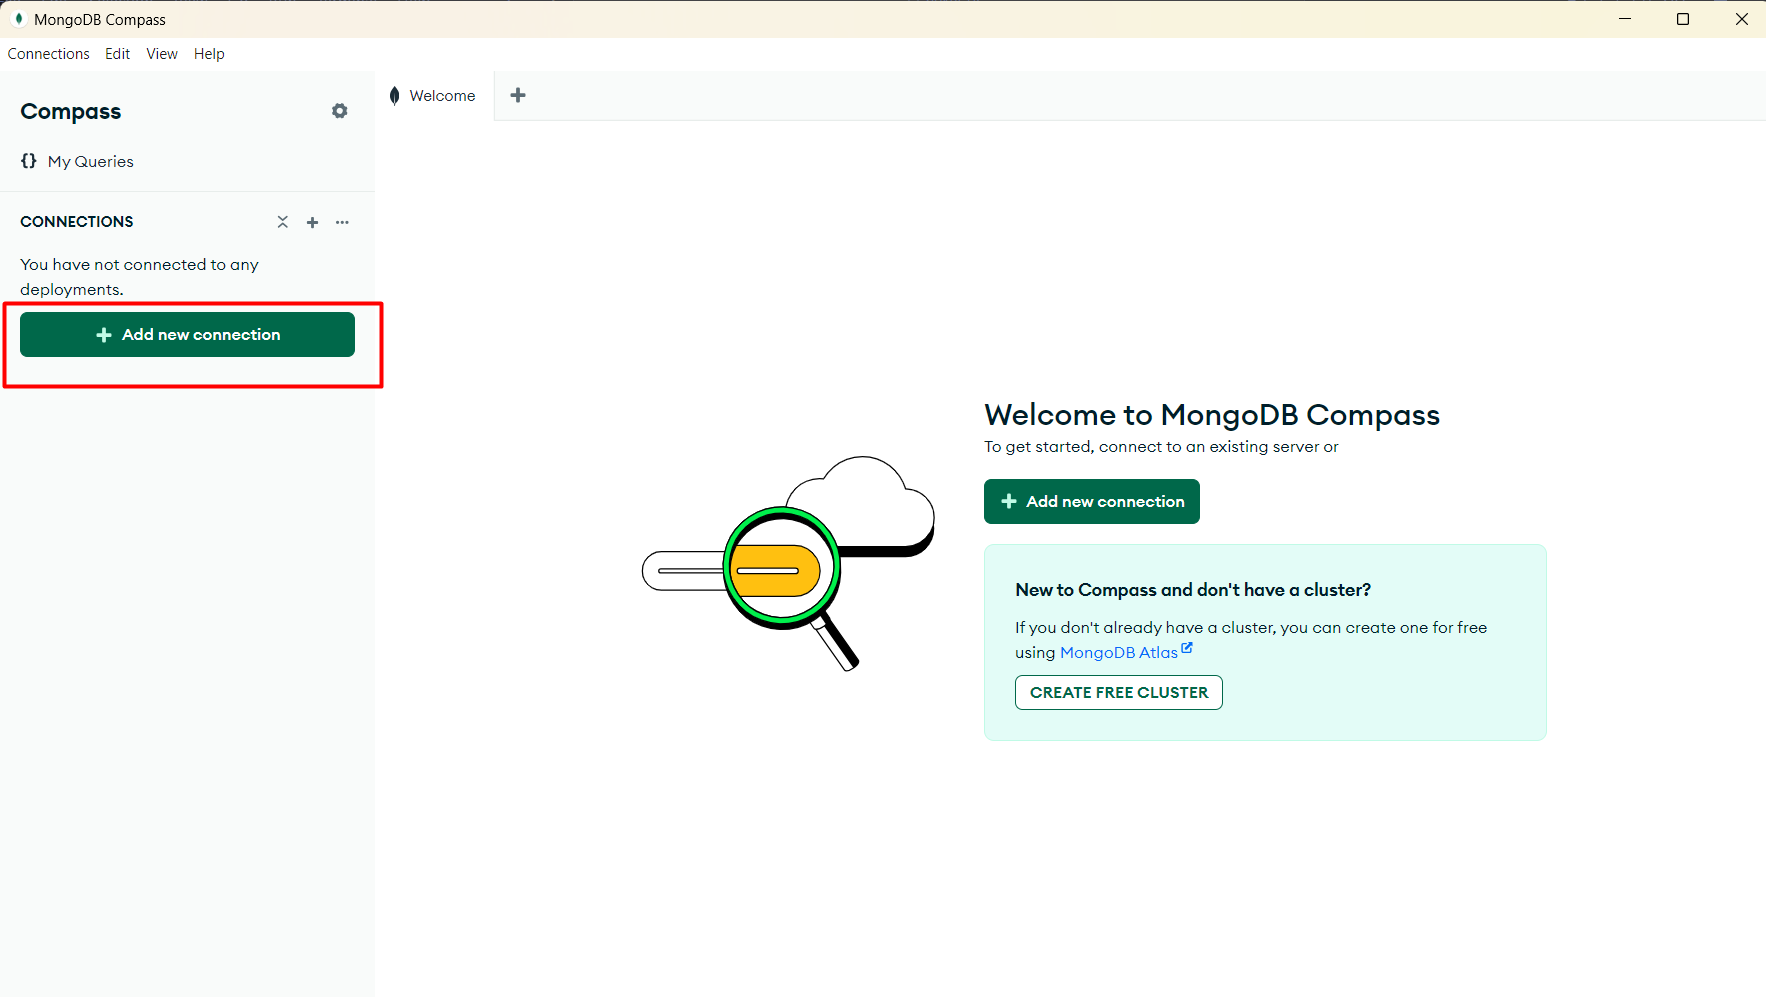 MongoDB Compass
Connections Edit View Help
Compass
{} My Queries
CONNECTIONS
You have not connected to any
deployments.
+ Add new connection
Welcome
Welcome to MongoDB Compass
To get started, connect to an existing server or
+ Add new connection
New to Compass and don't have a cluster?
If you don't already have a cluster, you can create one for free
using MongoDB Atlas
CREATE FREE CLUSTER